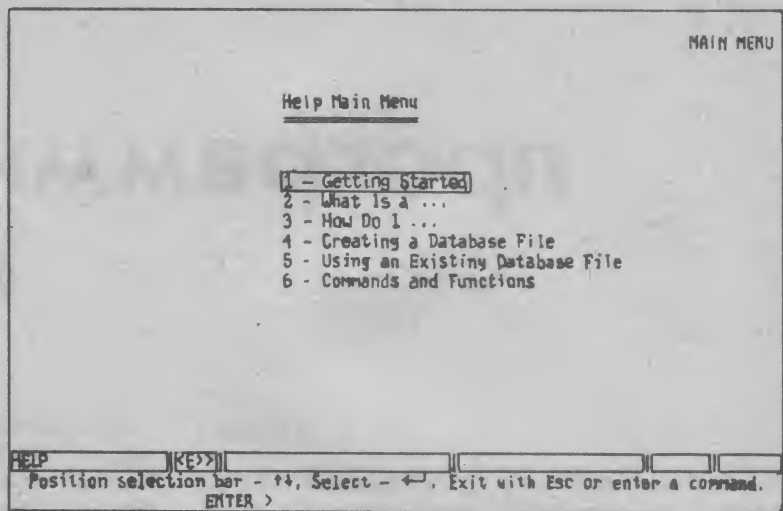 MAIN MENU
Help Main Menu
1 - Getting Started
2 - What Is a ...
3 - How Do I ...
4 - Creating a Database File
5 - Using an Existing Database File
6 - Commands and Functions
HELP <E>>
Position selection bar - ↑↓, Select - ↵. Exit with Esc or enter a command.
ENTER >